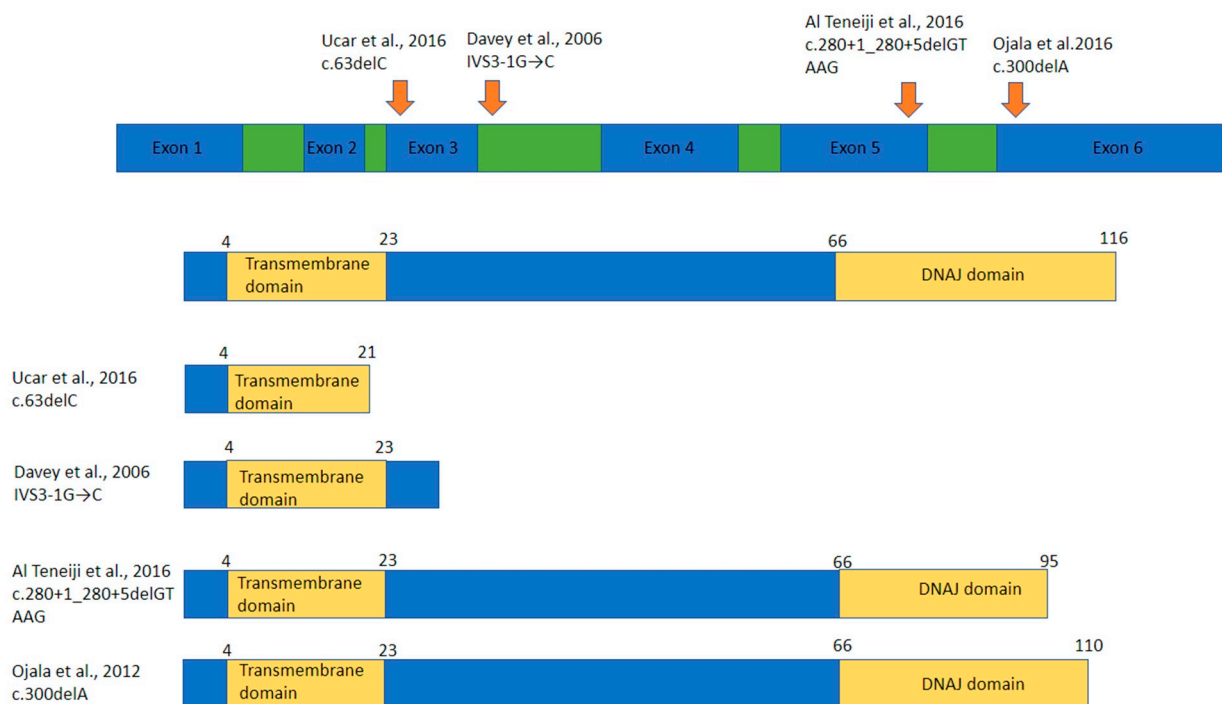 Ucar et al., 2016
c.63delC
Davey et al., 2006
IVS3-1G→C
Al Teneiji et al., 2016
c.280+1_280+5delGT
AAG
Ojala et al.2016
c.300delA
Exon 1
Exon 2
Exon 3
Exon 4
Exon 5
Exon 6
4
23
66
116
Transmembrane
domain
DNAJ domain
Ucar et al., 2016
c.63delC
4
21
Transmembrane
domain
Davey et al., 2006
IVS3-1G→C
4
23
Transmembrane
domain
Al Teneiji et al., 2016
c.280+1_280+5delGT
AAG
4
23
66
95
Transmembrane
domain
DNAJ domain
Ojala et al., 2012
c.300delA
4
23
66
110
Transmembrane
domain
DNAJ domain